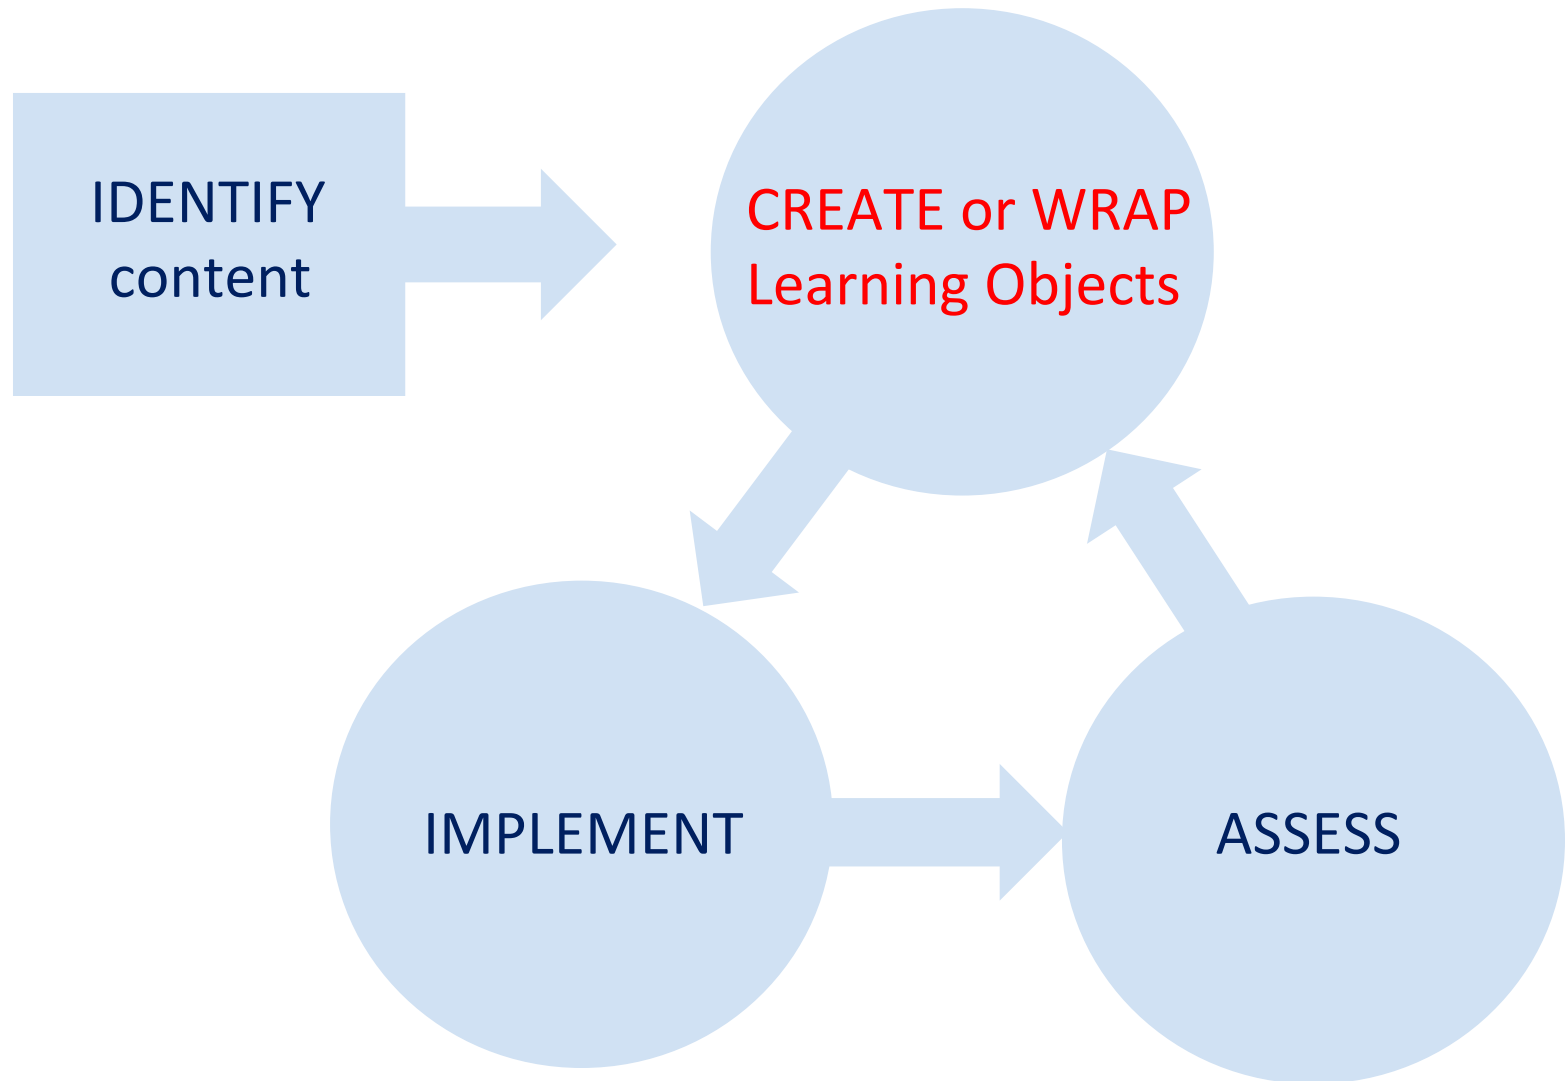 IDENTIFY
content
CREATE or WRAP
Learning Objects
IMPLEMENT
ASSESS